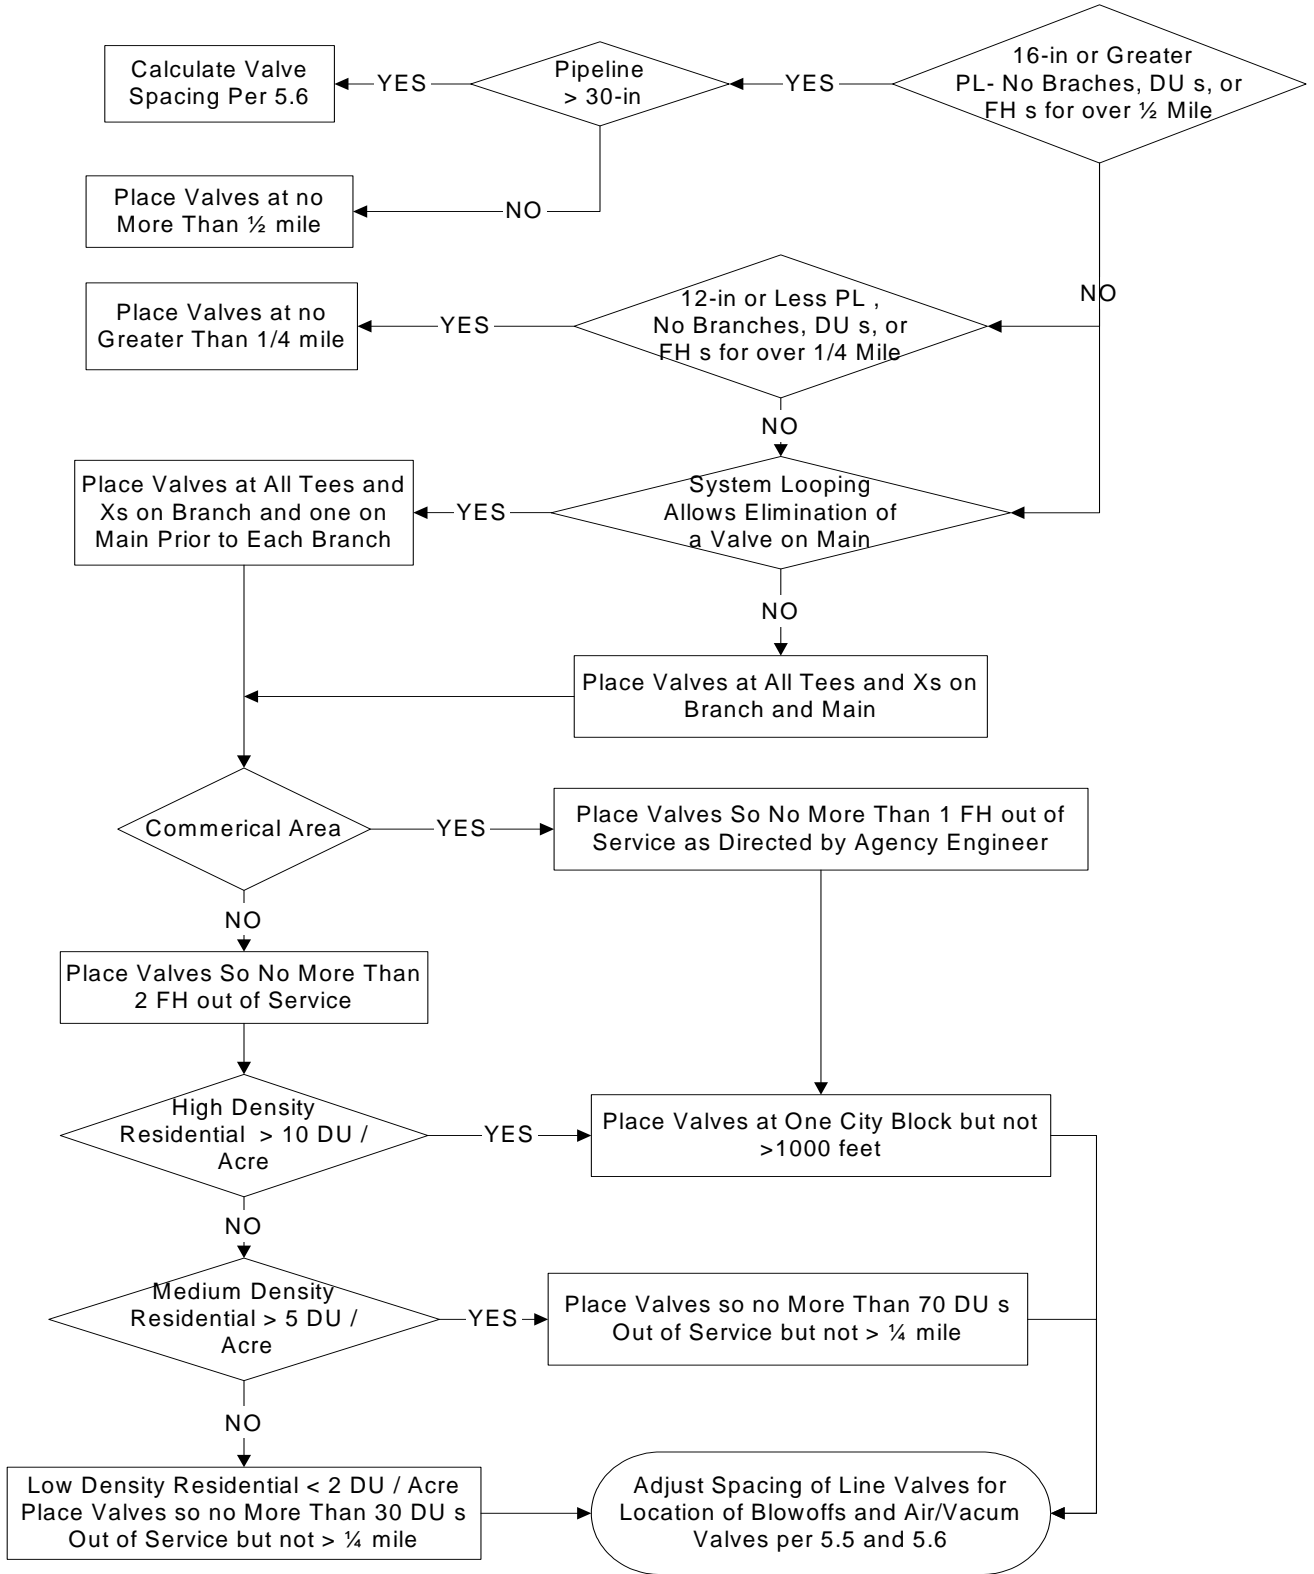 16-in or Greater
PL- No Braches, DU s, or
FH s for over ½ Mile
YES
Pipeline
> 30-in
YES
Calculate Valve
Spacing Per 5.6
NO
Place Valves at no
More Than ½ mile
NO
12-in or Less PL ,
No Branches, DU s, or
FH s for over 1/4 Mile
YES
Place Valves at no
Greater Than 1/4 mile
NO
System Looping
Allows Elimination of
a Valve on Main
YES
Place Valves at All Tees and
Xs on Branch and one on
Main Prior to Each Branch
NO
Place Valves at All Tees and Xs on
Branch and Main
Commerical Area
YES
Place Valves So No More Than 1 FH out of
Service as Directed by Agency Engineer
NO
Place Valves So No More Than
2 FH out of Service
High Density
Residential > 10 DU /
Acre
YES
Place Valves at One City Block but not
>1000 feet
NO
Medium Density
Residential > 5 DU /
Acre
YES
Place Valves so no More Than 70 DU s
Out of Service but not > ¼ mile
NO
Low Density Residential < 2 DU / Acre
Place Valves so no More Than 30 DU s
Out of Service but not > ¼ mile
Adjust Spacing of Line Valves for
Location of Blowoffs and Air/Vacum
Valves per 5.5 and 5.6